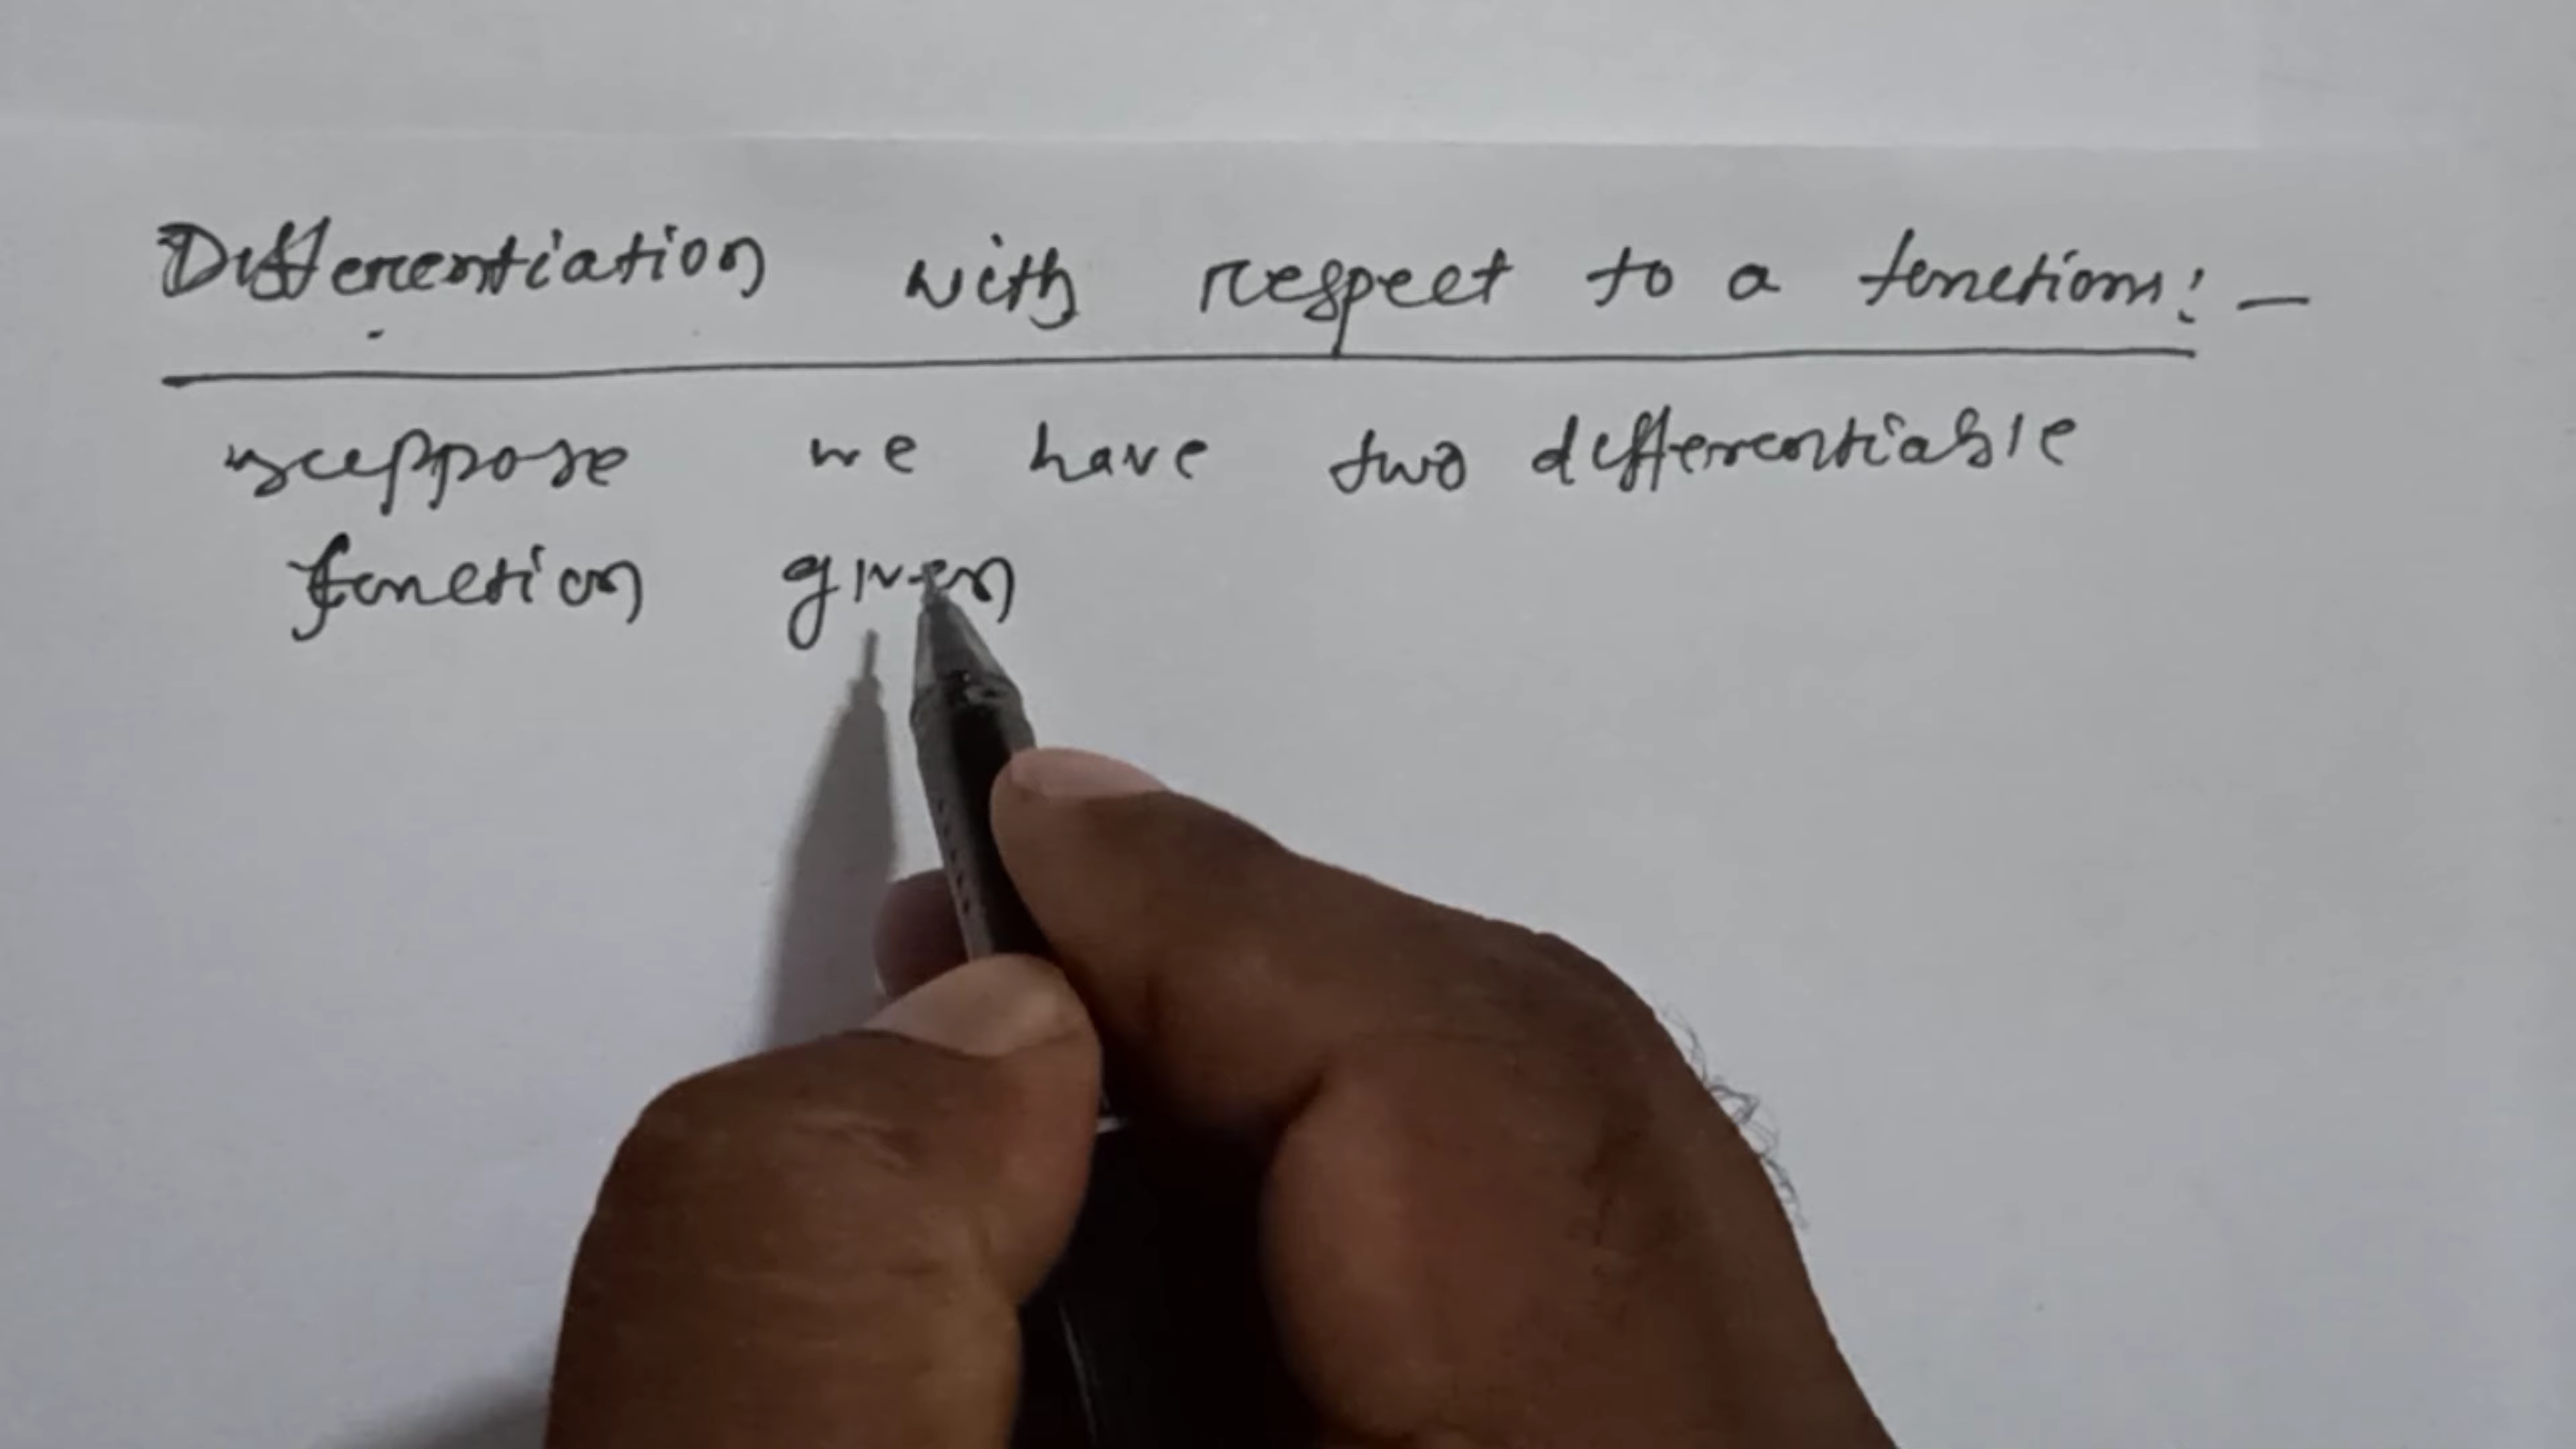 Differentiation with respect to a functions: —
suppose we have two differentiable
function given